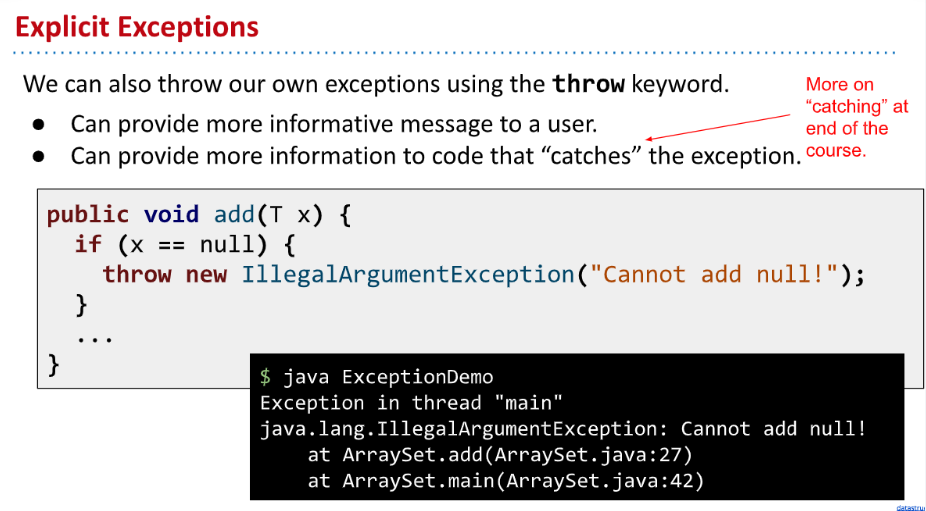 Explicit Exceptions
We can also throw our own exceptions using the throw keyword.
● Can provide more informative message to a user.
● Can provide more information to code that “catches” the exception.
More on
“catching” at
end of the
course.
public void add(T x) {
  if (x == null) {
    throw new IllegalArgumentException("Cannot add null!");
  }
  ...
}
$ java ExceptionDemo
Exception in thread "main"
java.lang.IllegalArgumentException: Cannot add null!
    at ArraySet.add(ArraySet.java:27)
    at ArraySet.main(ArraySet.java:42)
datastru